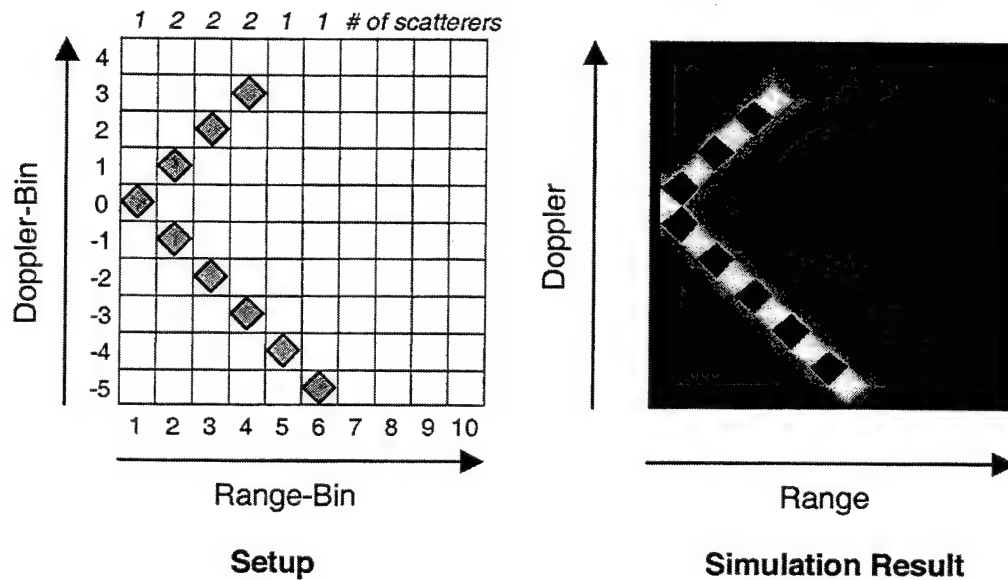 1 2 2 2 1 1 # of scatterers
4
3
2
1
0
-1
-2
-3
-4
-5
Doppler-Bin
1 2 3 4 5 6 7 8 9 10
Range-Bin
Setup
Doppler
Range
Simulation Result